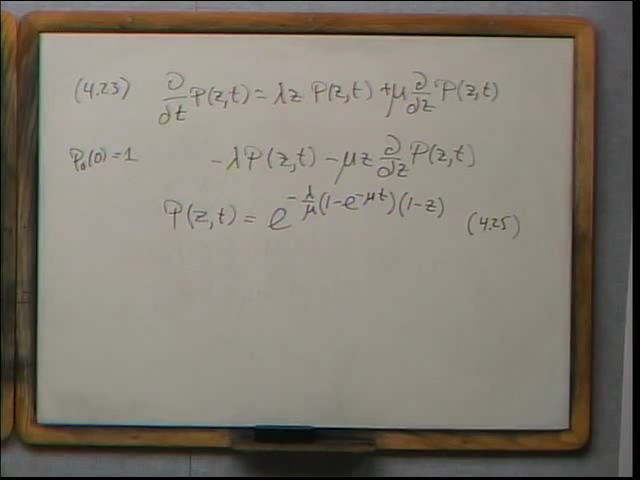 (4.23) ∂/∂t P(z,t) = λz P(z,t) + μ ∂/∂z P(z,t)
P₀(0) = 1 - λP(z,t) - μz ∂/∂z P(z,t)
P(z,t) = e^{-λ/μ(1-e^{-μt})(1-z)} (4.25)